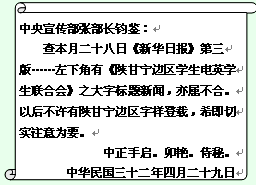 中央宣传部张部长钧鉴：
查本月二十八日《新华日报》第三
版------左下角有《陕甘宁边区学生电英学
生联合会》之大字标题新闻，亦属不合。
以后不许有陕甘宁边区字样登载，希即切
实注意为要。
中正手启。卯艳。侍秘。
中华民国三十二年四月二十九日